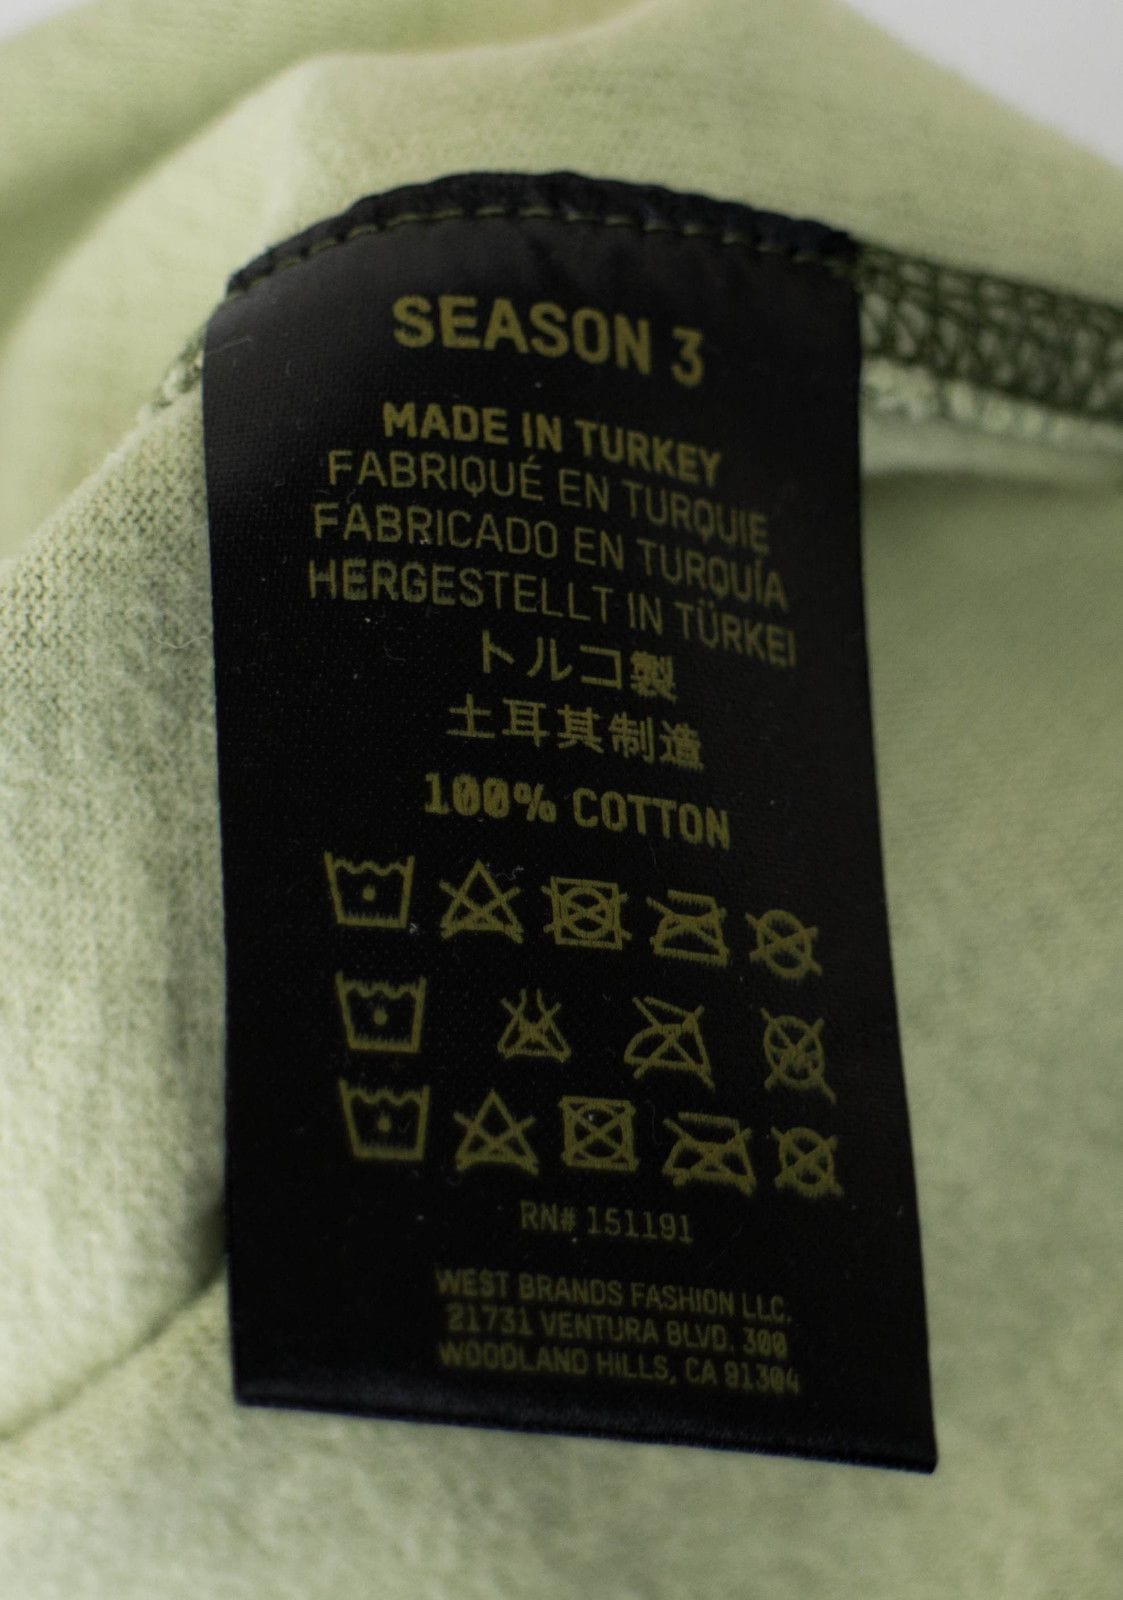 SEASON 3
MADE IN TURKEY
FABRIQUÉ EN TURQUIE
FABRICADO EN TURQUÍA
HERGESTELLT IN TÜRKEI
トルコ製
土耳其制造
100% COTTON
RN# 151191
WEST BRANDS FASHION LLC.
21731 VENTURA BLVD. 300
WOODLAND HILLS, CA 91304